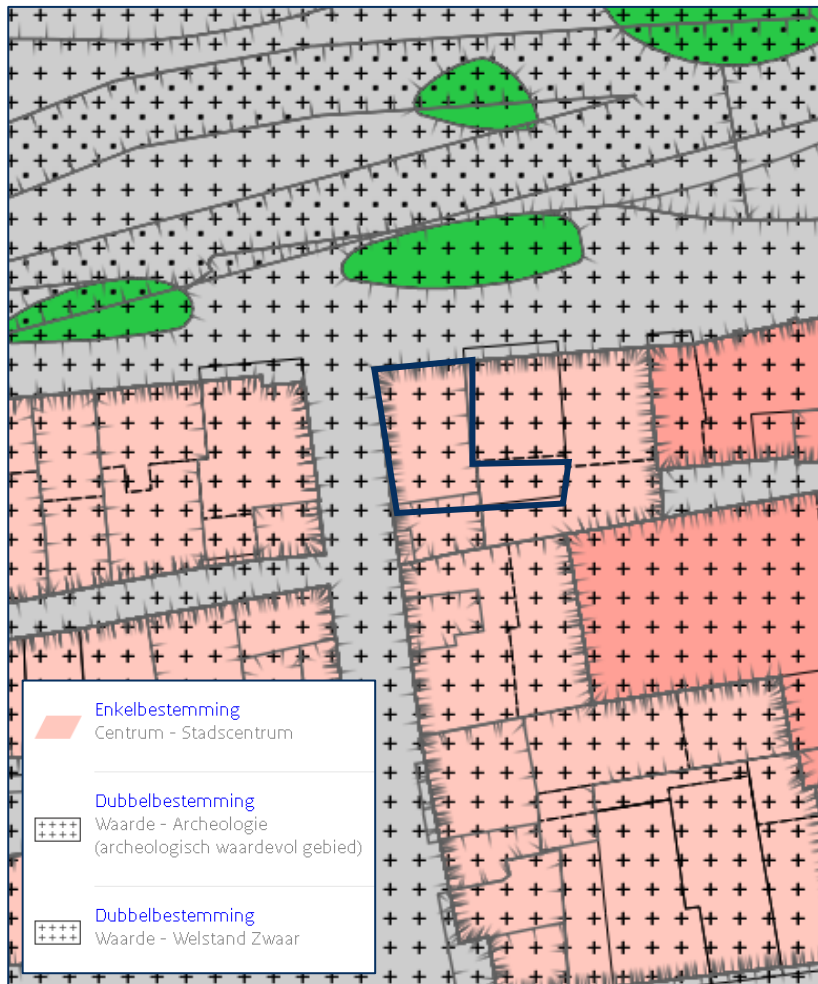 Enkelbestemming
Centrum - Stadscentrum
Dubbelbestemming
Waarde - Archeologie
(archeologisch waardevol gebied)
Dubbelbestemming
Waarde - Welstand Zwaar